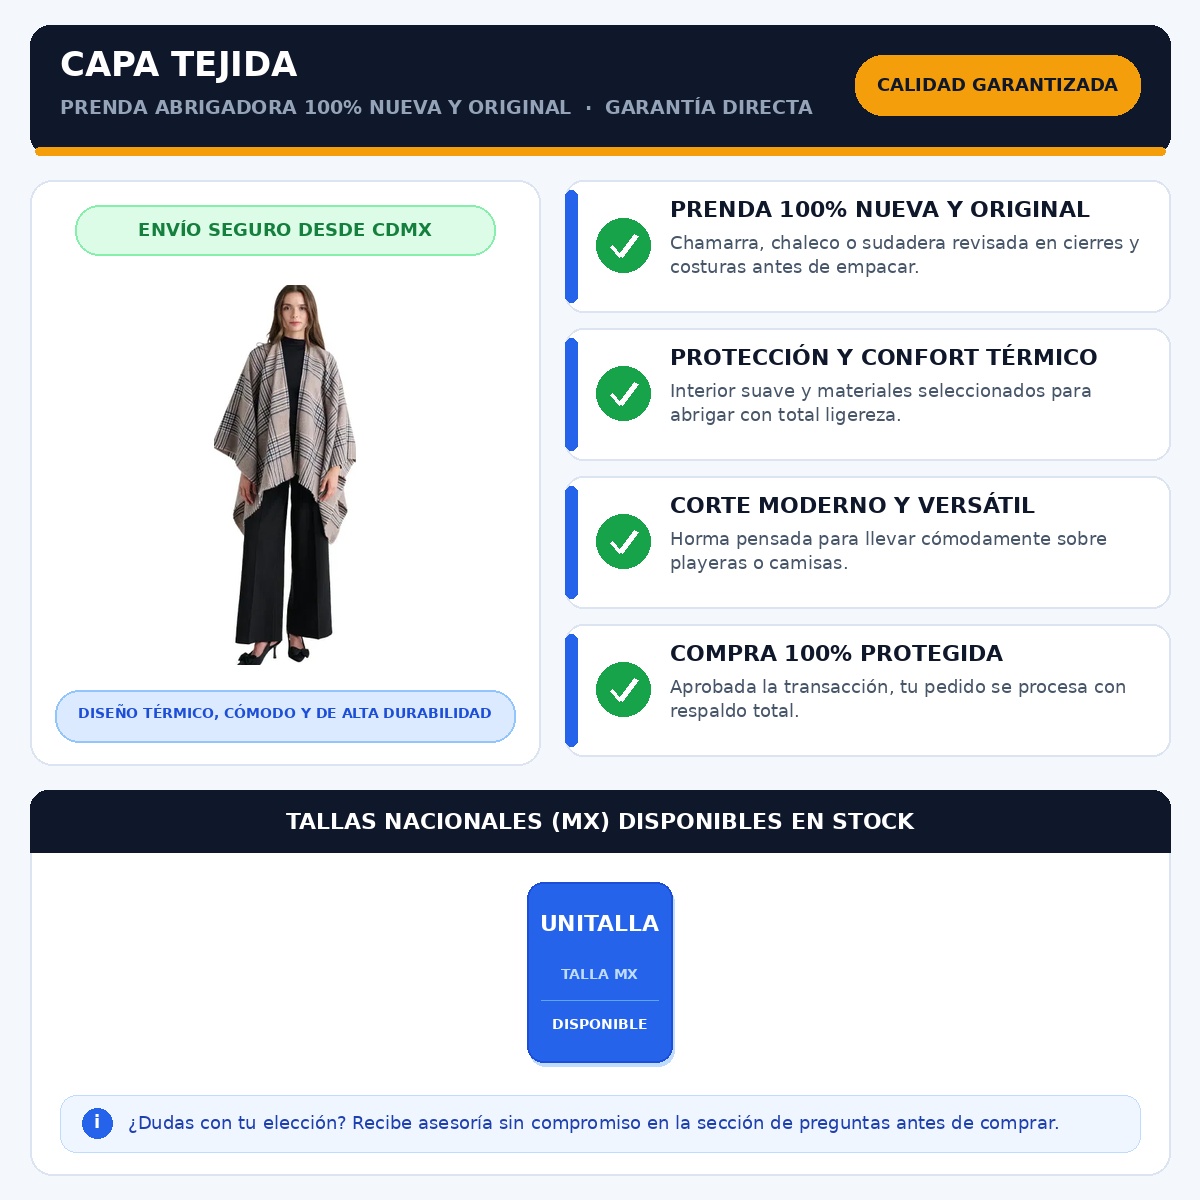 CAPA TEJIDA
PRENDA ABRIGADORA 100% NUEVA Y ORIGINAL · GARANTÍA DIRECTA
CALIDAD GARANTIZADA
ENVÍO SEGURO DESDE CDMX
DISEÑO TÉRMICO, CÓMODO Y DE ALTA DURABILIDAD
PRENDA 100% NUEVA Y ORIGINAL
Chamarra, chaleco o sudadera revisada en cierres y
costuras antes de empacar.
PROTECCIÓN Y CONFORT TÉRMICO
Interior suave y materiales seleccionados para
abrigar con total ligereza.
CORTE MODERNO Y VERSÁTIL
Horma pensada para llevar cómodamente sobre
playeras o camisas.
COMPRA 100% PROTEGIDA
Aprobada la transacción, tu pedido se procesa con
respaldo total.
TALLAS NACIONALES (MX) DISPONIBLES EN STOCK
UNITALLA
TALLA MX
DISPONIBLE
i ¿Dudas con tu elección? Recibe asesoría sin compromiso en la sección de preguntas antes de comprar.